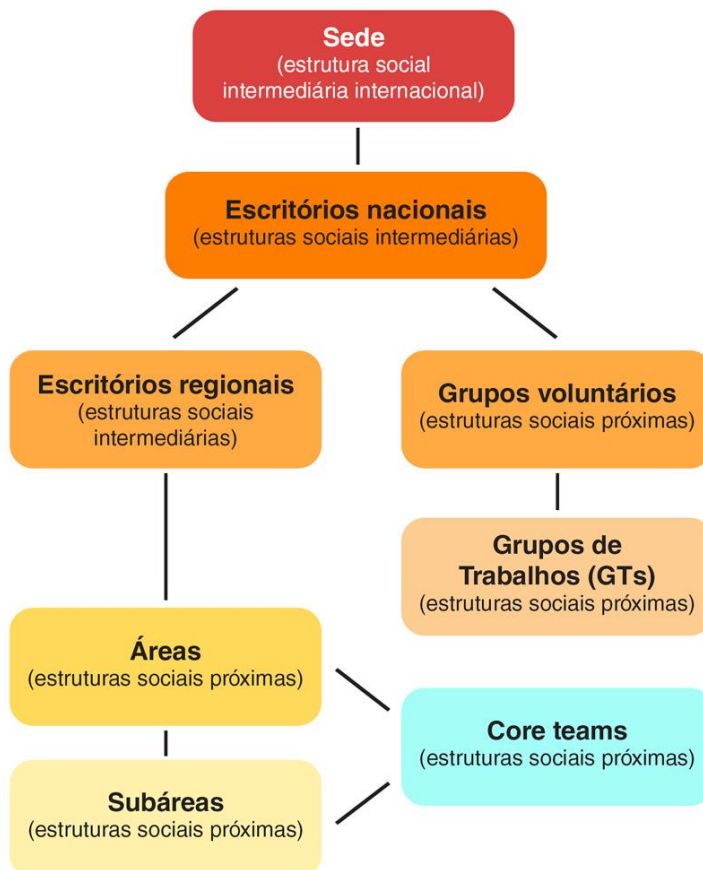 Sede
(estrutura social
intermediária internacional)
Escritórios nacionais
(estruturas sociais intermediárias)
Escritórios regionais
(estruturas sociais
intermediárias)
Grupos voluntários
(estruturas sociais próximas)
Grupos de
Trabalhos (GTs)
(estruturas sociais próximas)
Áreas
(estruturas sociais próximas)
Core teams
(estruturas sociais próximas)
Subáreas
(estruturas sociais próximas)